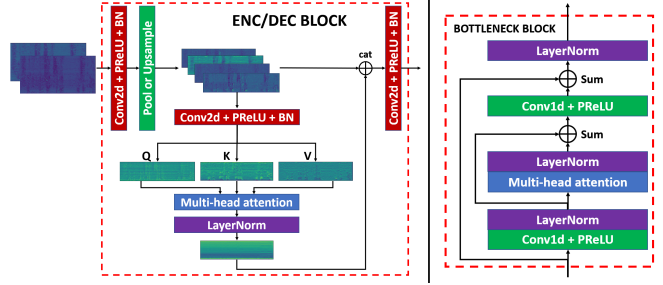 ENC/DEC BLOCK
Conv2d + PReLU + BN
Pool or Upsample
cat
Conv2d + PReLU + BN
Conv2d + PReLU + BN
Q K V
Multi-head attention
LayerNorm
BOTTLENECK BLOCK
LayerNorm
Sum
Conv1d + PReLU
Sum
LayerNorm
Multi-head attention
LayerNorm
Conv1d + PReLU